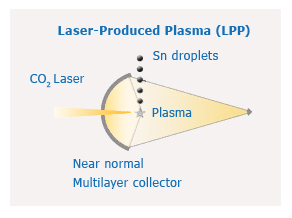 Laser-Produced Plasma (LPP)
Sn droplets
CO2 Laser
Plasma
Near normal
Multilayer collector